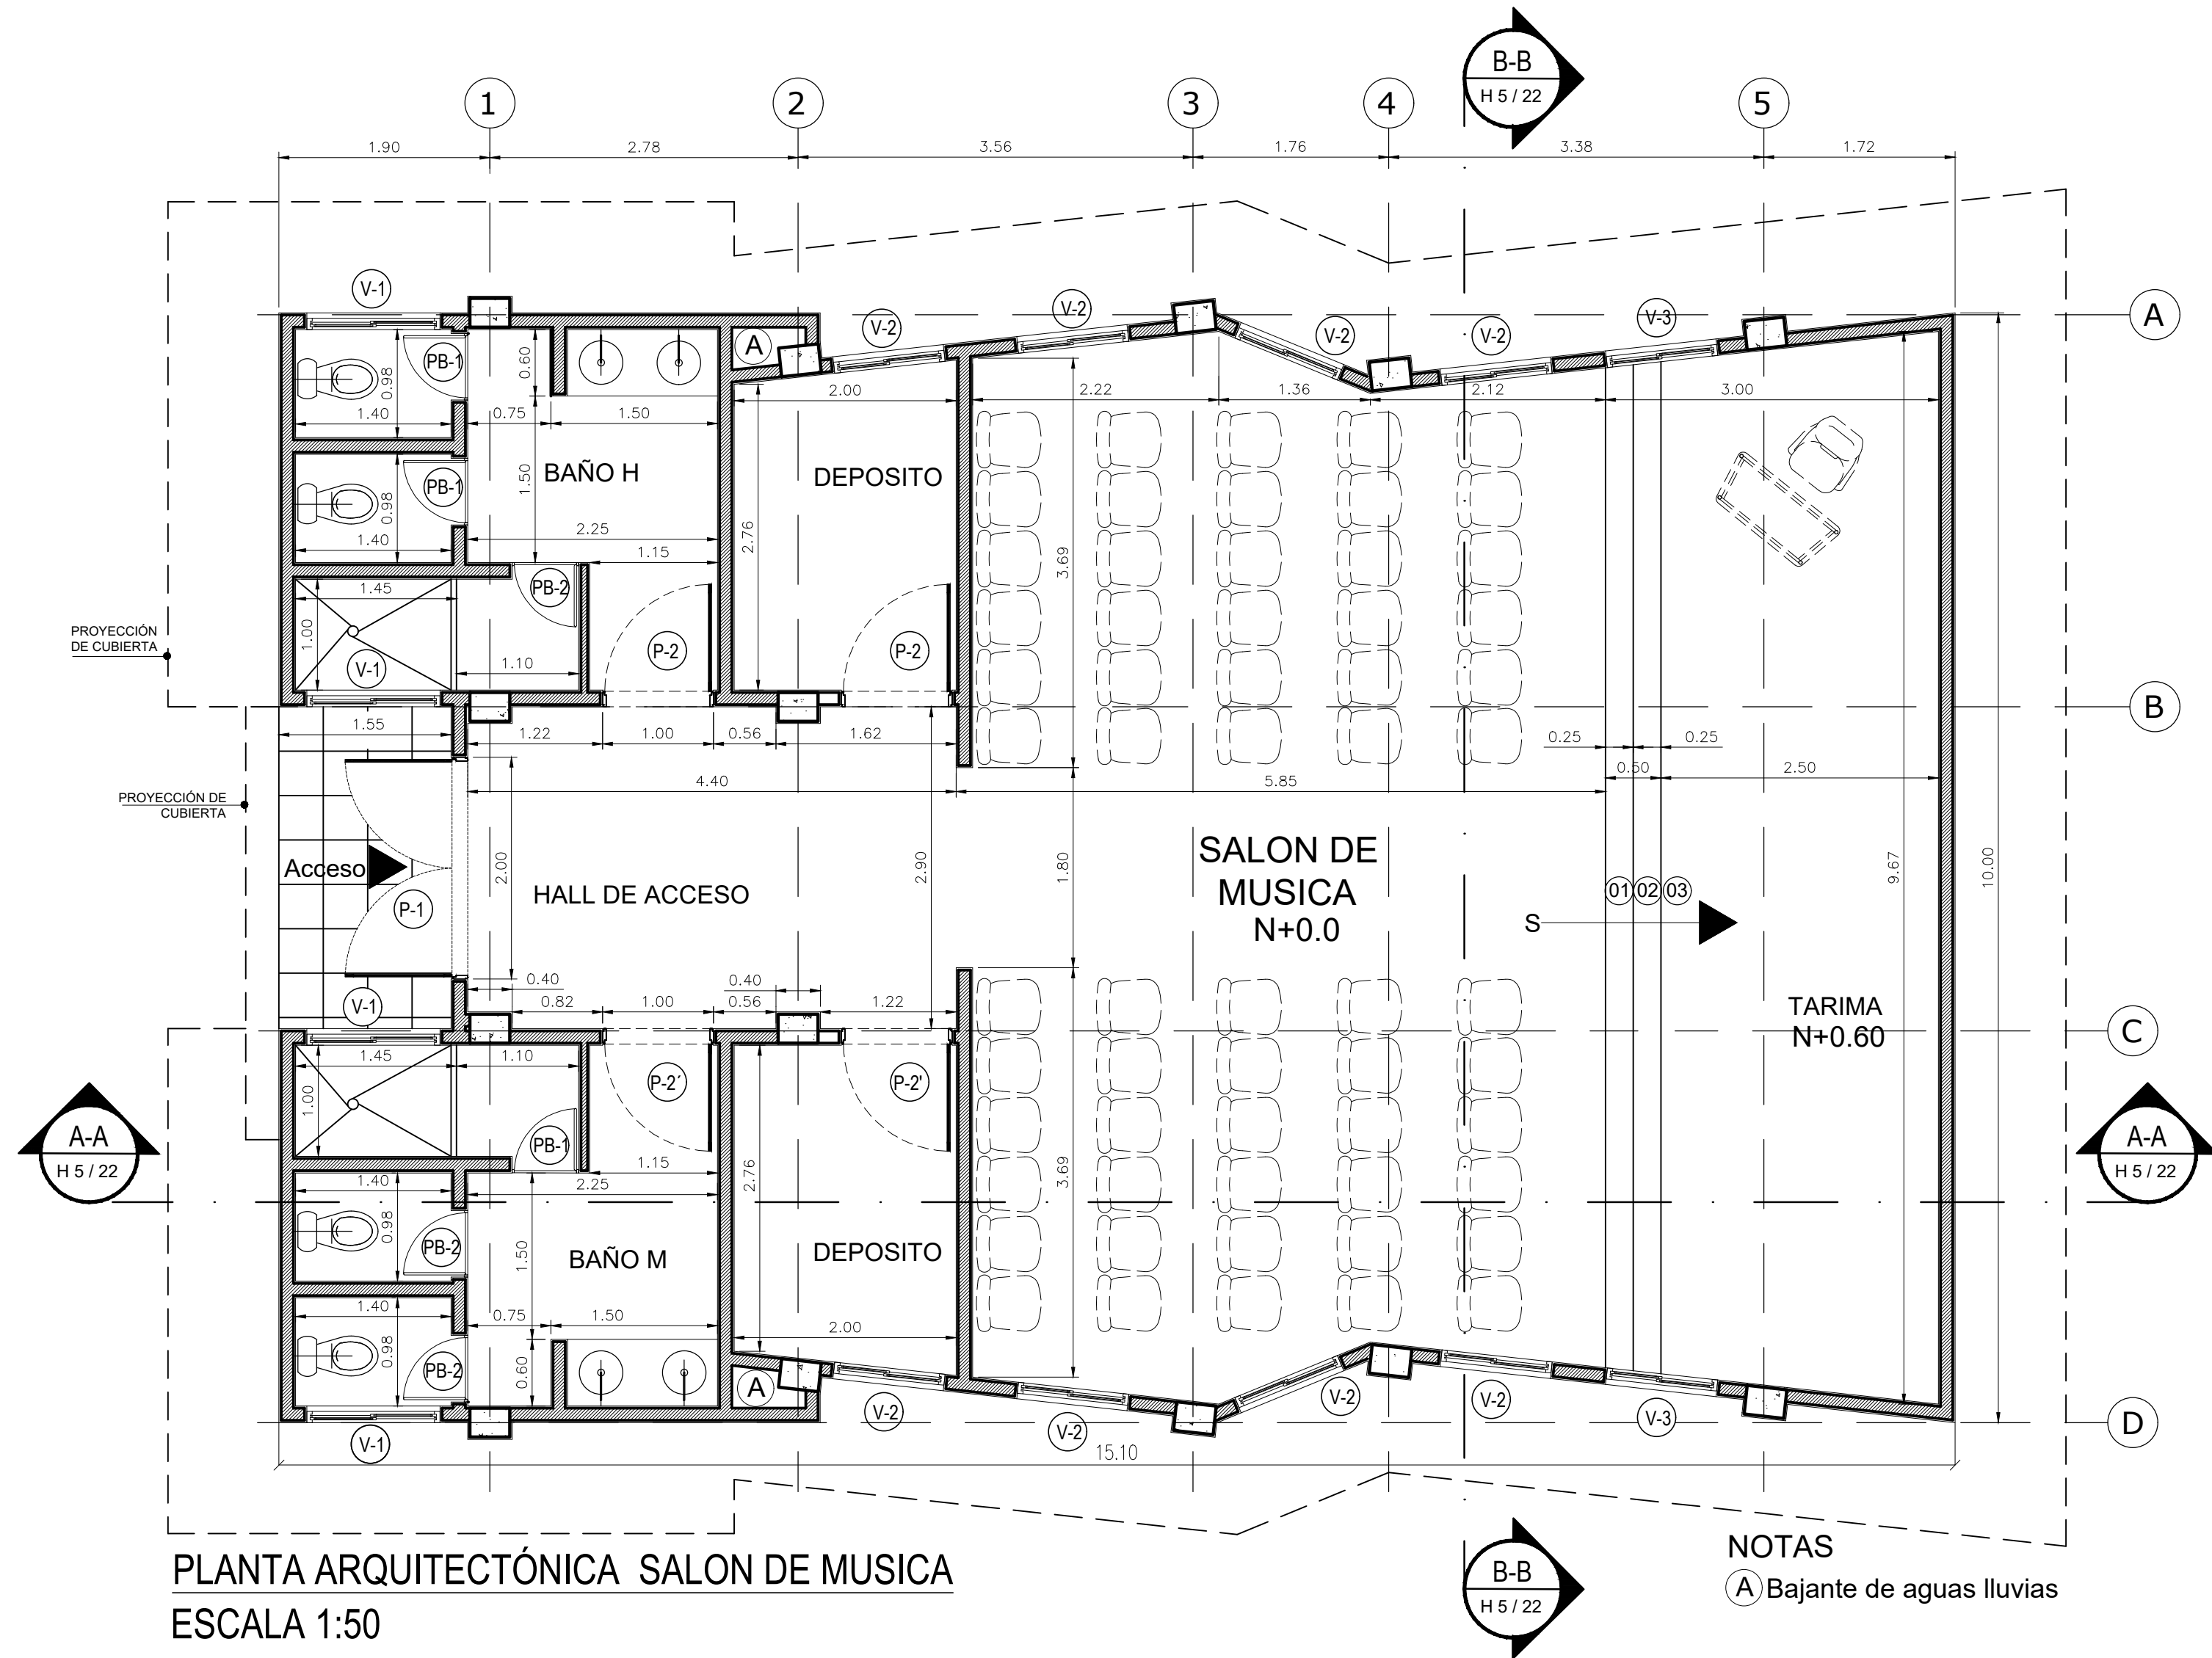 B-B
H 5 / 22
1
2
3
4
5
1.90
2.78
3.56
1.76
3.38
1.72
V-1
V-2
V-2
V-2
V-2
V-3
A
A
PB-1
0.98
1.40
0.60
0.75
1.50
2.00
2.22
1.36
2.12
3.00
PB-1
0.98
1.40
1.50
BAÑO H
DEPOSITO
2.25
1.15
2.76
3.69
PB-2
1.45
1.00
V-1
1.10
P-2
P-2
PROYECCIÓN
DE CUBIERTA
B
1.55
1.22
1.00
0.56
1.62
0.25
0.25
0.50
2.50
4.40
5.85
PROYECCIÓN DE
CUBIERTA
Acceso
P-1
2.00
HALL DE ACCESO
2.90
1.80
SALON DE
MUSICA
N+0.0
01
02
03
S
9.67
10.00
V-1
0.40
0.82
1.00
0.40
0.56
1.22
TARIMA
N+0.60
C
1.45
1.10
1.00
P-2´
P-2'
PB-1
1.15
2.76
3.69
A-A
H 5 / 22
A-A
H 5 / 22
1.40
2.25
0.98
PB-2
1.50
BAÑO M
DEPOSITO
1.40
0.98
PB-2
0.75
1.50
0.60
2.00
A
V-1
V-2
V-2
V-2
V-2
V-3
D
15.10
B-B
H 5 / 22
PLANTA ARQUITECTÓNICA SALON DE MUSICA
ESCALA 1:50
NOTAS
A Bajante de aguas lluvias